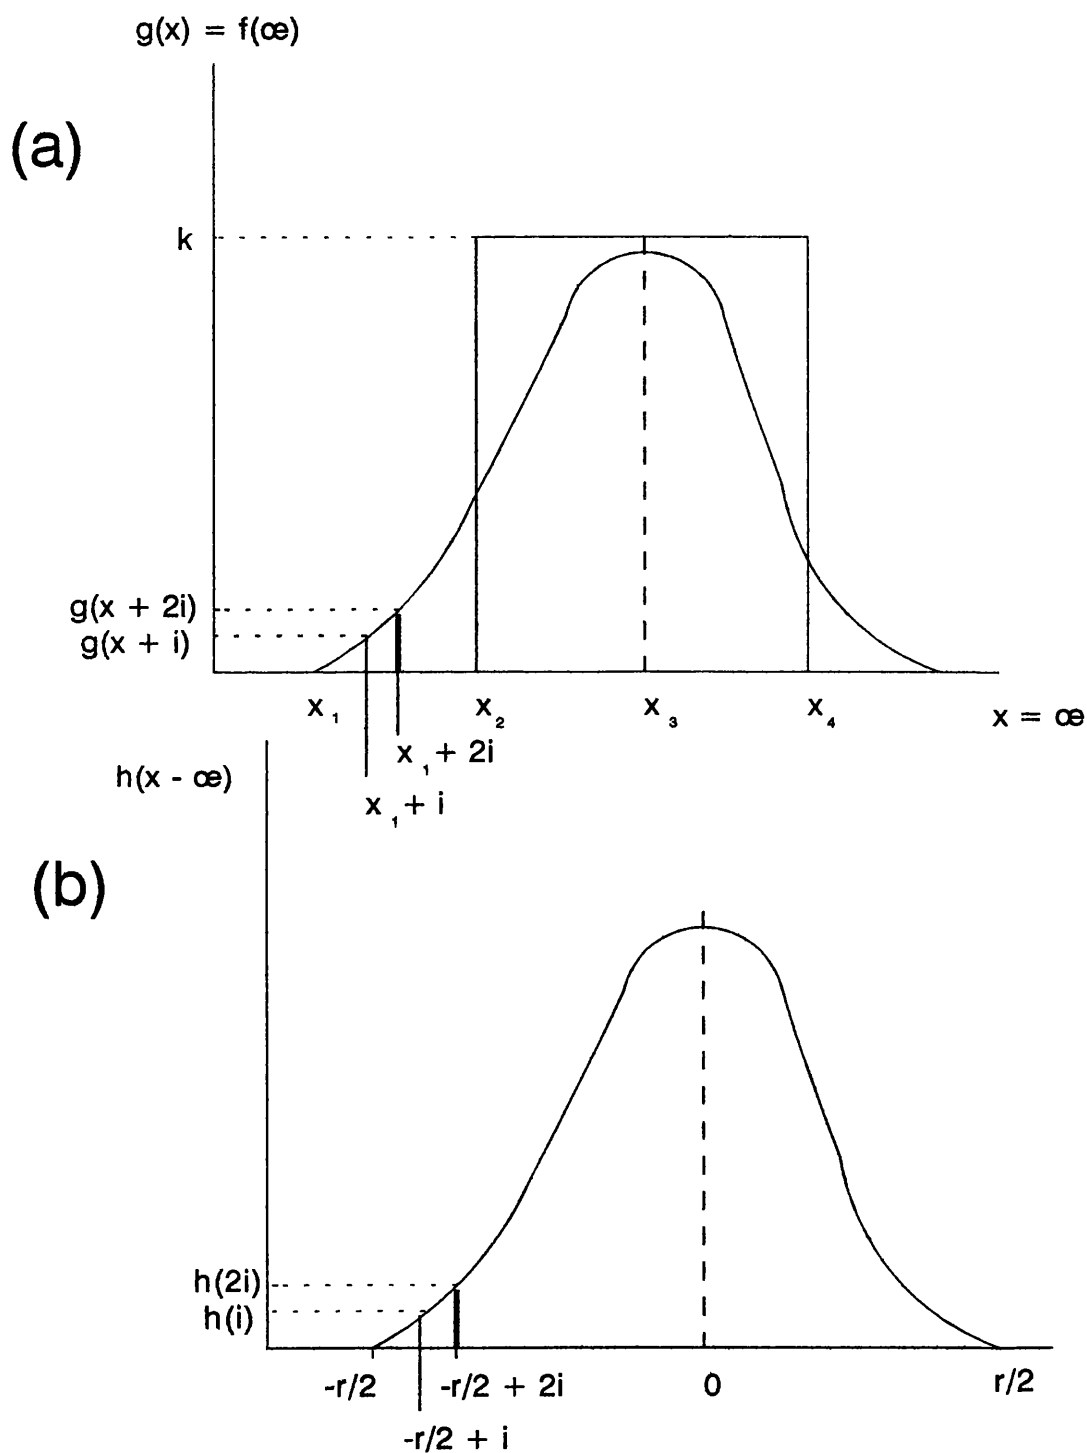 g(x) = f(œ)
(a)
k
g(x + 2i)
g(x + i)
x₁
x₂
x₃
x₄
x = œ
x₁ + 2i
x₁ + i
h(x - œ)
(b)
h(2i)
h(i)
-r/2
-r/2 + 2i
0
r/2
-r/2 + i